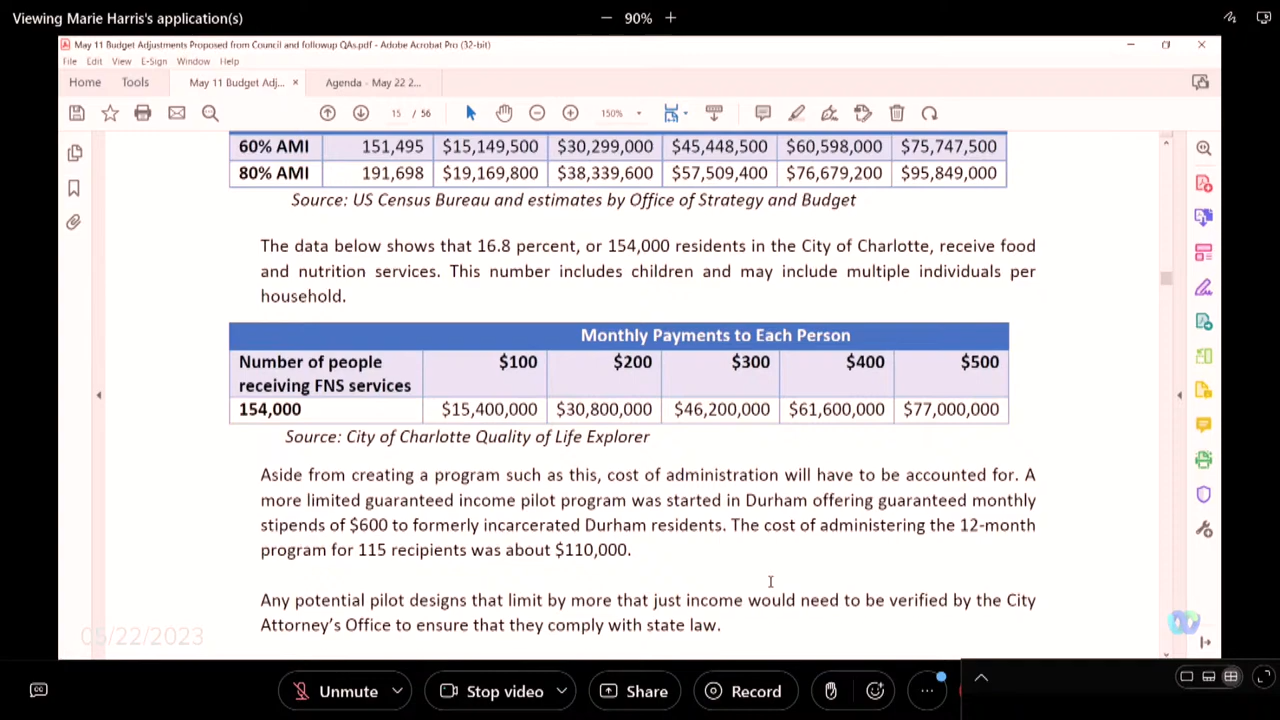 Viewing Marie Harris's application(s)
90%
May 11 Budget Adjustments Proposed from Council and followup QAs.pdf - Adobe Acrobat Pro (32-bit)
File Edit View E-Sign Window Help
Home Tools May 11 Budget Adj... × Agenda - May 22 2...
15 / 56 150%
60% AMI 151,495 $15,149,500 $30,299,000 $45,448,500 $60,598,000 $75,747,500
80% AMI 191,698 $19,169,800 $38,339,600 $57,509,400 $76,679,200 $95,849,000
Source: US Census Bureau and estimates by Office of Strategy and Budget
The data below shows that 16.8 percent, or 154,000 residents in the City of Charlotte, receive food
and nutrition services. This number includes children and may include multiple individuals per
household.
Monthly Payments to Each Person
Number of people $100 $200 $300 $400 $500
receiving FNS services
154,000 $15,400,000 $30,800,000 $46,200,000 $61,600,000 $77,000,000
Source: City of Charlotte Quality of Life Explorer
Aside from creating a program such as this, cost of administration will have to be accounted for. A
more limited guaranteed income pilot program was started in Durham offering guaranteed monthly
stipends of $600 to formerly incarcerated Durham residents. The cost of administering the 12-month
program for 115 recipients was about $110,000.
Any potential pilot designs that limit by more that just income would need to be verified by the City
Attorney's Office to ensure that they comply with state law.
05/22/2023
Unmute Stop video Share Record